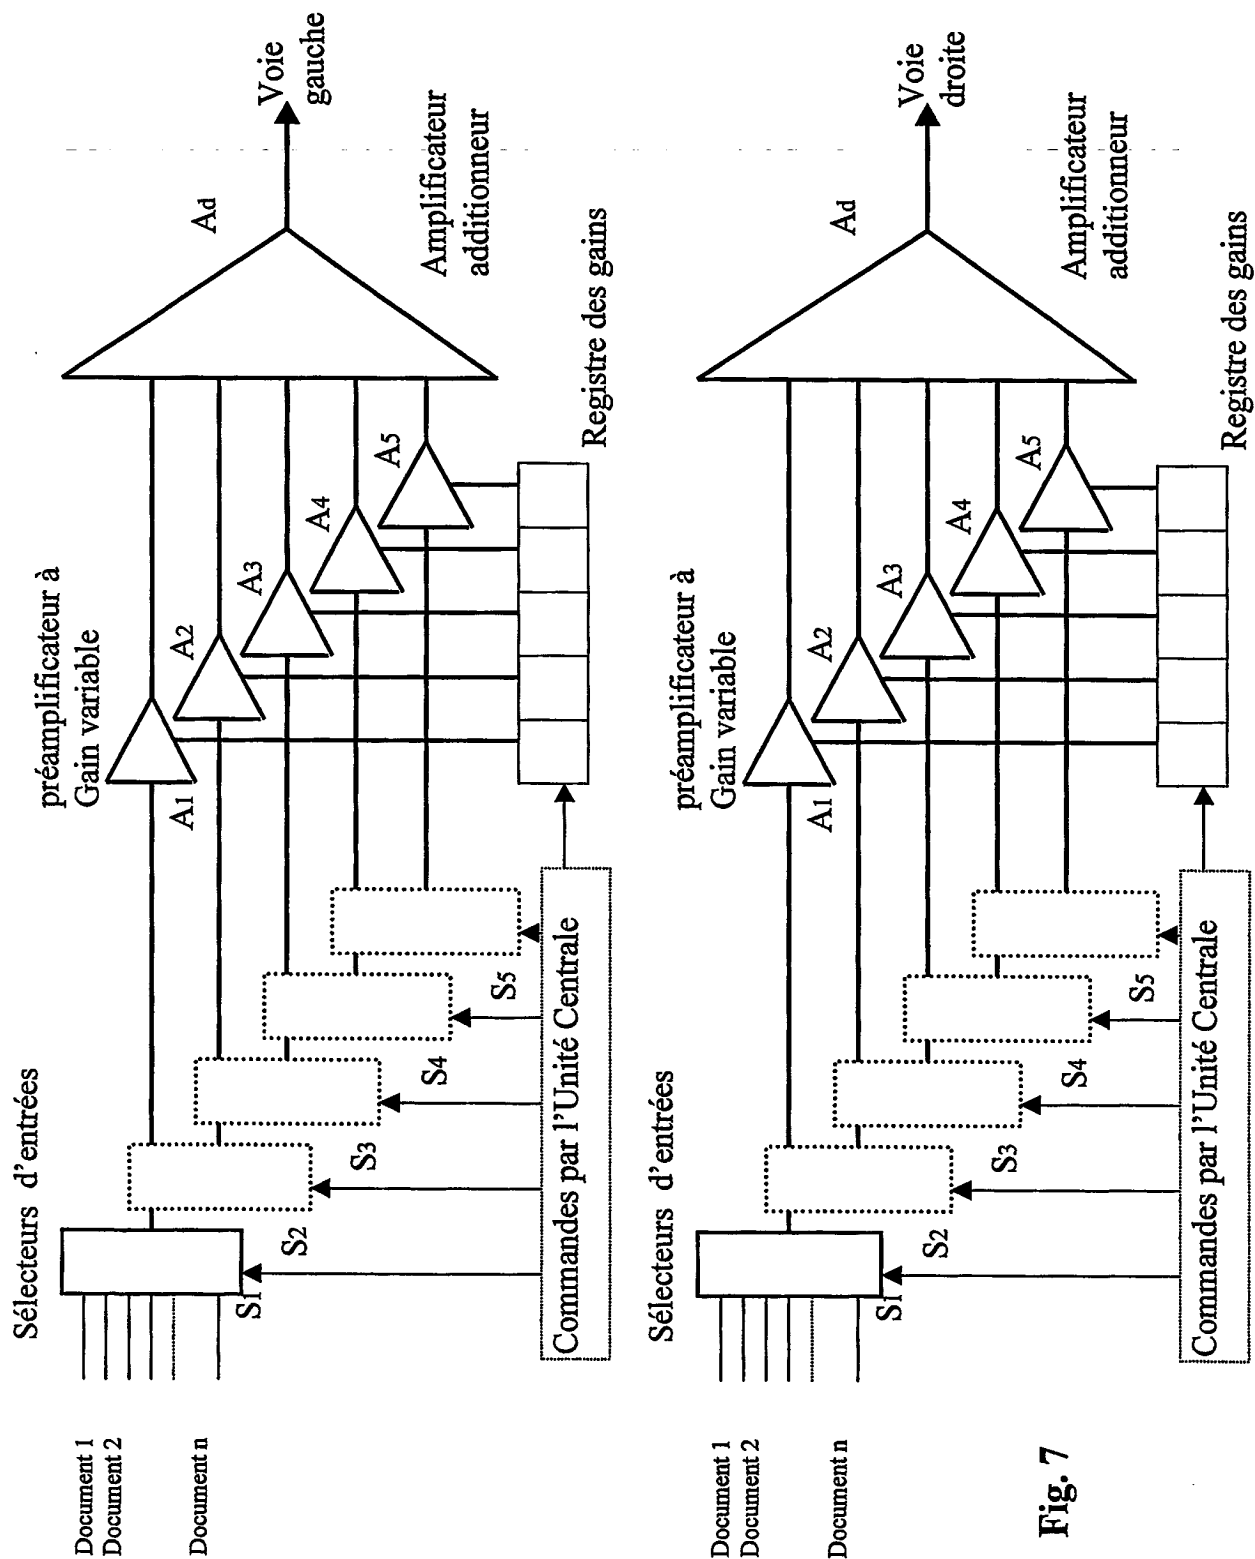 Sélecteurs d'entrées
préamplificateur à
Gain variable
Document 1
Document 2
Document n
S1
S2
S3
S4
S5
A1
A2
A3
A4
A5
Ad
Voie
gauche
Amplificateur
additionneur
Registre des gains
Commandes par l'Unité Centrale
Sélecteurs d'entrées
préamplificateur à
Gain variable
Document 1
Document 2
Document n
S1
S2
S3
S4
S5
A1
A2
A3
A4
A5
Ad
Voie
droite
Amplificateur
additionneur
Registre des gains
Commandes par l'Unité Centrale
Fig. 7